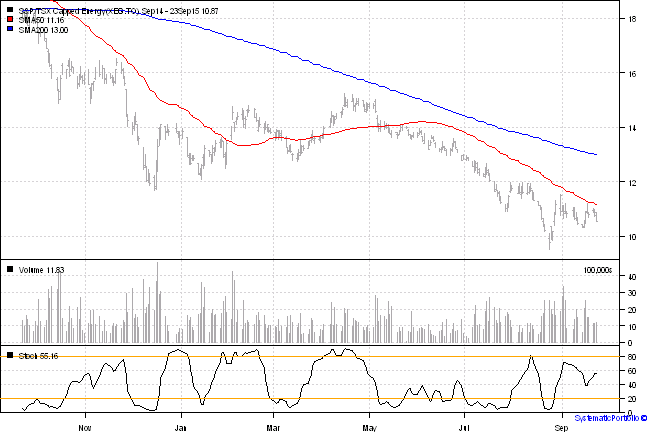 S&P/TSX Capped Energy(XEG.TO) Sep14 - 23Sep15 10.87
SMA50 11.16
SMA200 13.00
18
16
14
12
10
Volume 11.83
100,000s
40
30
20
10
0
Stoch 55.16
80
60
40
20
0
Nov
Jan
Mar
May
Jul
Sep
SystematicPortfolio ©